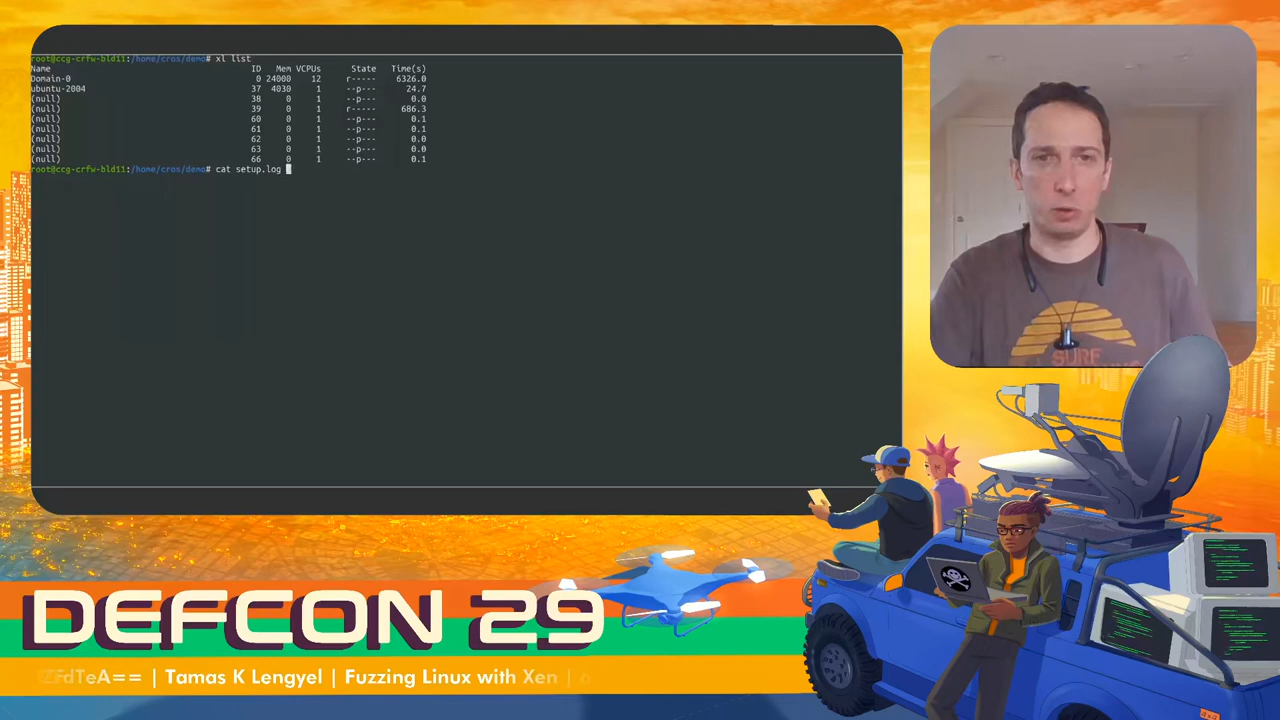 root@ccg-crfw-bld11:/home/cros/demo# xl list
Name ID Mem VCPUs State Time(s)
Domain-0 0 24000 12 r----- 6326.0
ubuntu-2004 37 4030 1 --p--- 24.7
(null) 38 0 1 --p--- 0.0
(null) 39 0 1 r----- 686.3
(null) 60 0 1 --p--- 0.1
(null) 61 0 1 --p--- 0.1
(null) 62 0 1 --p--- 0.0
(null) 63 0 1 --p--- 0.0
(null) 66 0 1 --p--- 0.1
root@ccg-crfw-bld11:/home/cros/demo# cat setup.log
SURF
DEFCON 29
ZFdTeA== | Tamas K Lengyel | Fuzzing Linux with Xen |